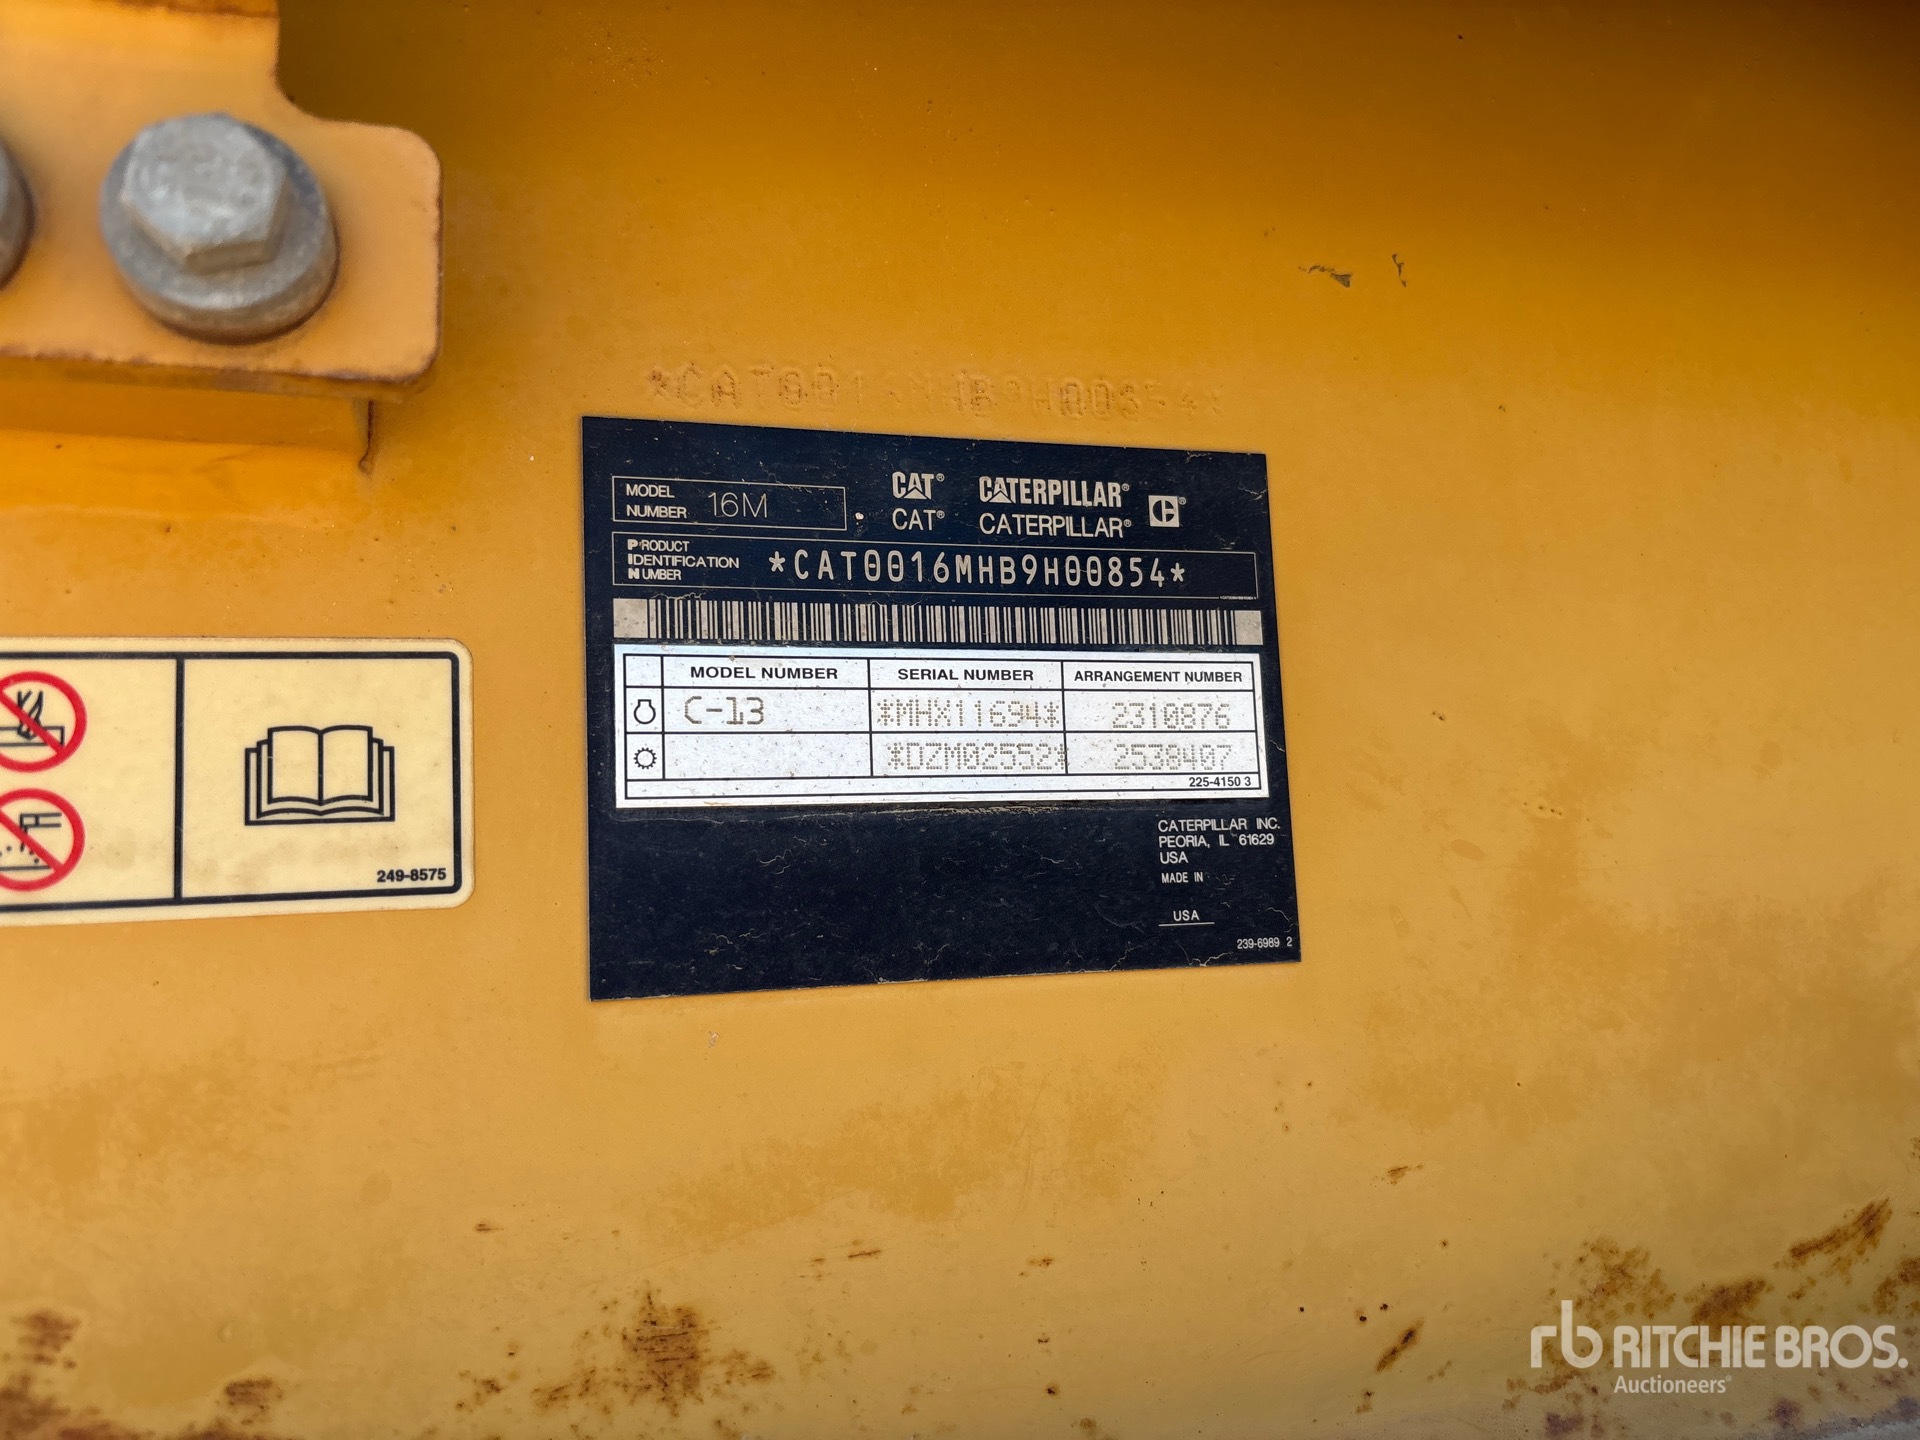 *CAT0016MHB9H00854*
MODEL NUMBER 16M
CAT® CATERPILLAR®
CAT® CATERPILLAR®
PRODUCT IDENTIFICATION NUMBER *CAT0016MHB9H00854*
MODEL NUMBER SERIAL NUMBER ARRANGEMENT NUMBER
C-13 *MHX11694* 2310876
*DZM02552* 2538407
225-4150 3
CATERPILLAR INC.
PEORIA, IL 61629
USA
MADE IN
USA
239-6989 2
249-8575
rb RITCHIE BROS.
Auctioneers